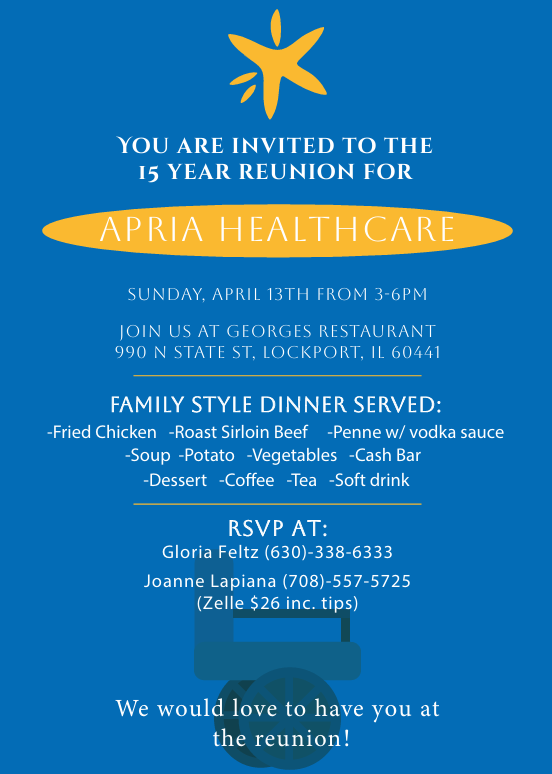 YOU ARE INVITED TO THE
15 YEAR REUNION FOR
APRIA HEALTHCARE
SUNDAY, APRIL 13TH FROM 3-6PM
JOIN US AT GEORGES RESTAURANT
990 N STATE ST, LOCKPORT, IL 60441
FAMILY STYLE DINNER SERVED:
-Fried Chicken -Roast Sirloin Beef -Penne w/ vodka sauce
-Soup -Potato -Vegetables -Cash Bar
-Dessert -Coffee -Tea -Soft drink
RSVP AT:
Gloria Feltz (630)-338-6333
Joanne Lapiana (708)-557-5725
(Zelle $26 inc. tips)
We would love to have you at
the reunion!